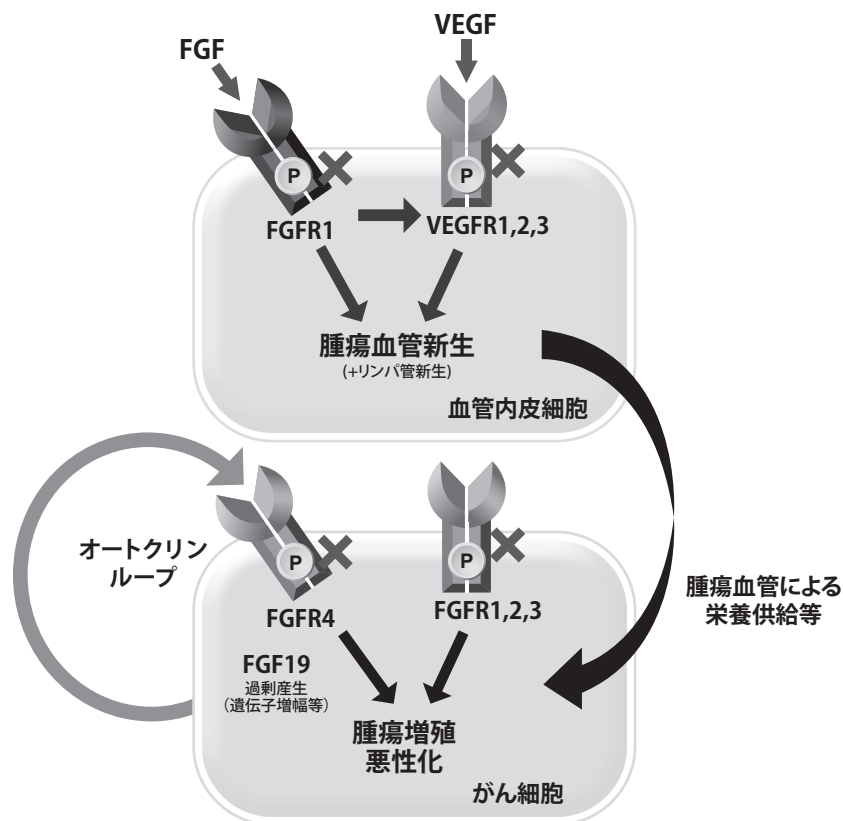 VEGF
FGF
P
P
FGFR1
VEGFR1,2,3
腫瘍血管新生
(+リンパ管新生)
血管内皮細胞
オートクリン
ループ
P
P
FGFR4
FGFR1,2,3
FGF19
過剰産生
(遺伝子増幅等)
腫瘍増殖
悪性化
がん細胞
腫瘍血管による
栄養供給等